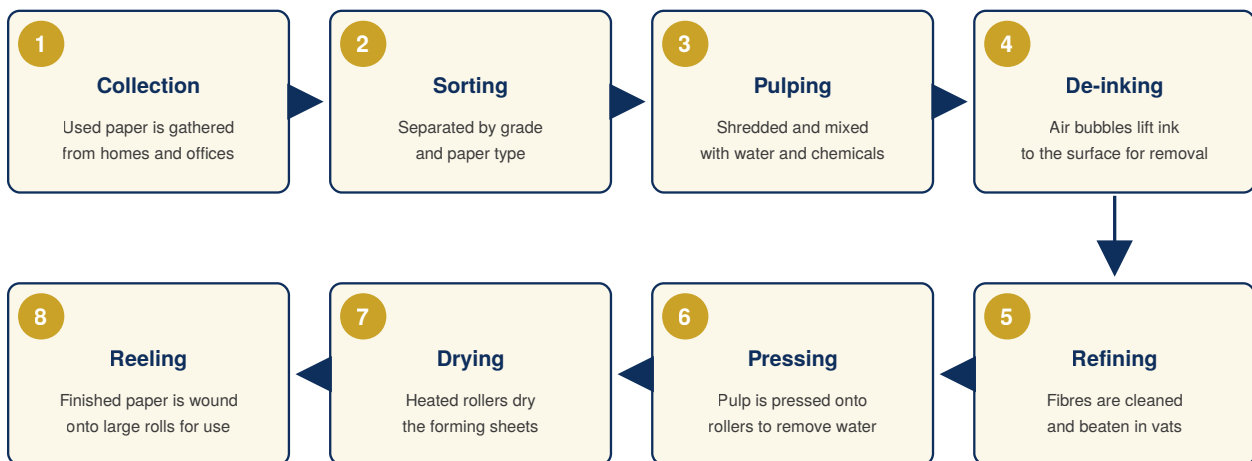 1
Collection
Used paper is gathered
from homes and offices
2
Sorting
Separated by grade
and paper type
3
Pulping
Shredded and mixed
with water and chemicals
4
De-inking
Air bubbles lift ink
to the surface for removal
5
Refining
Fibres are cleaned
and beaten in vats
6
Pressing
Pulp is pressed onto
rollers to remove water
7
Drying
Heated rollers dry
the forming sheets
8
Reeling
Finished paper is wound
onto large rolls for use